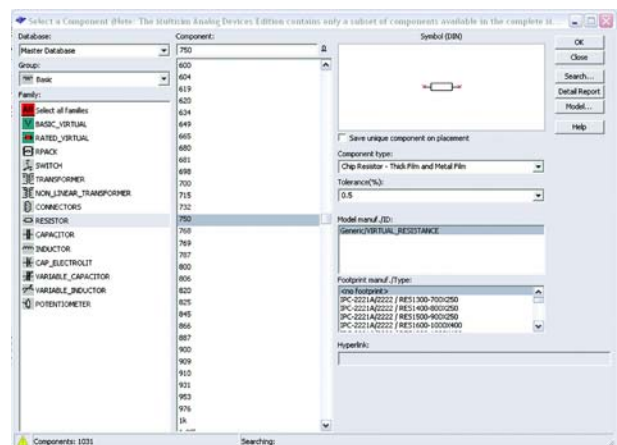 Select a Component (Note: The Multisim Analog Devices Edition contains only a subset of components available in the complete
Database:
Master Database
Group:
Basic
Family:
Select all families
BASIC_VIRTUAL
RATED_VIRTUAL
RPACK
SWITCH
TRANSFORMER
NON_LINEAR_TRANSFORMER
CONNECTORS
RESISTOR
CAPACITOR
INDUCTOR
CAP_ELECTROLIT
VARIABLE_CAPACITOR
VARIABLE_INDUCTOR
POTENTIOMETER
Component:
750
600
604
619
620
634
649
665
680
681
698
700
715
732
750
768
769
787
800
806
820
825
845
866
887
900
909
910
931
953
976
1k
Symbol (DIN)
Save unique component on placement
Component type:
Chip Resistor - Thick Film and Metal Film
Tolerance(%):
0.5
Model manuf./ID:
Generic/VIRTUAL_RESISTANCE
Footprint manuf./Type:
<no footprint>
IPC-2221A/2222 / RES1300-700X250
IPC-2221A/2222 / RES1400-800X250
IPC-2221A/2222 / RES1500-900X250
IPC-2221A/2222 / RES1600-1000X400
Hyperlink:
OK
Close
Search...
Detail Report
Model...
Help
Components: 1031
Searching: